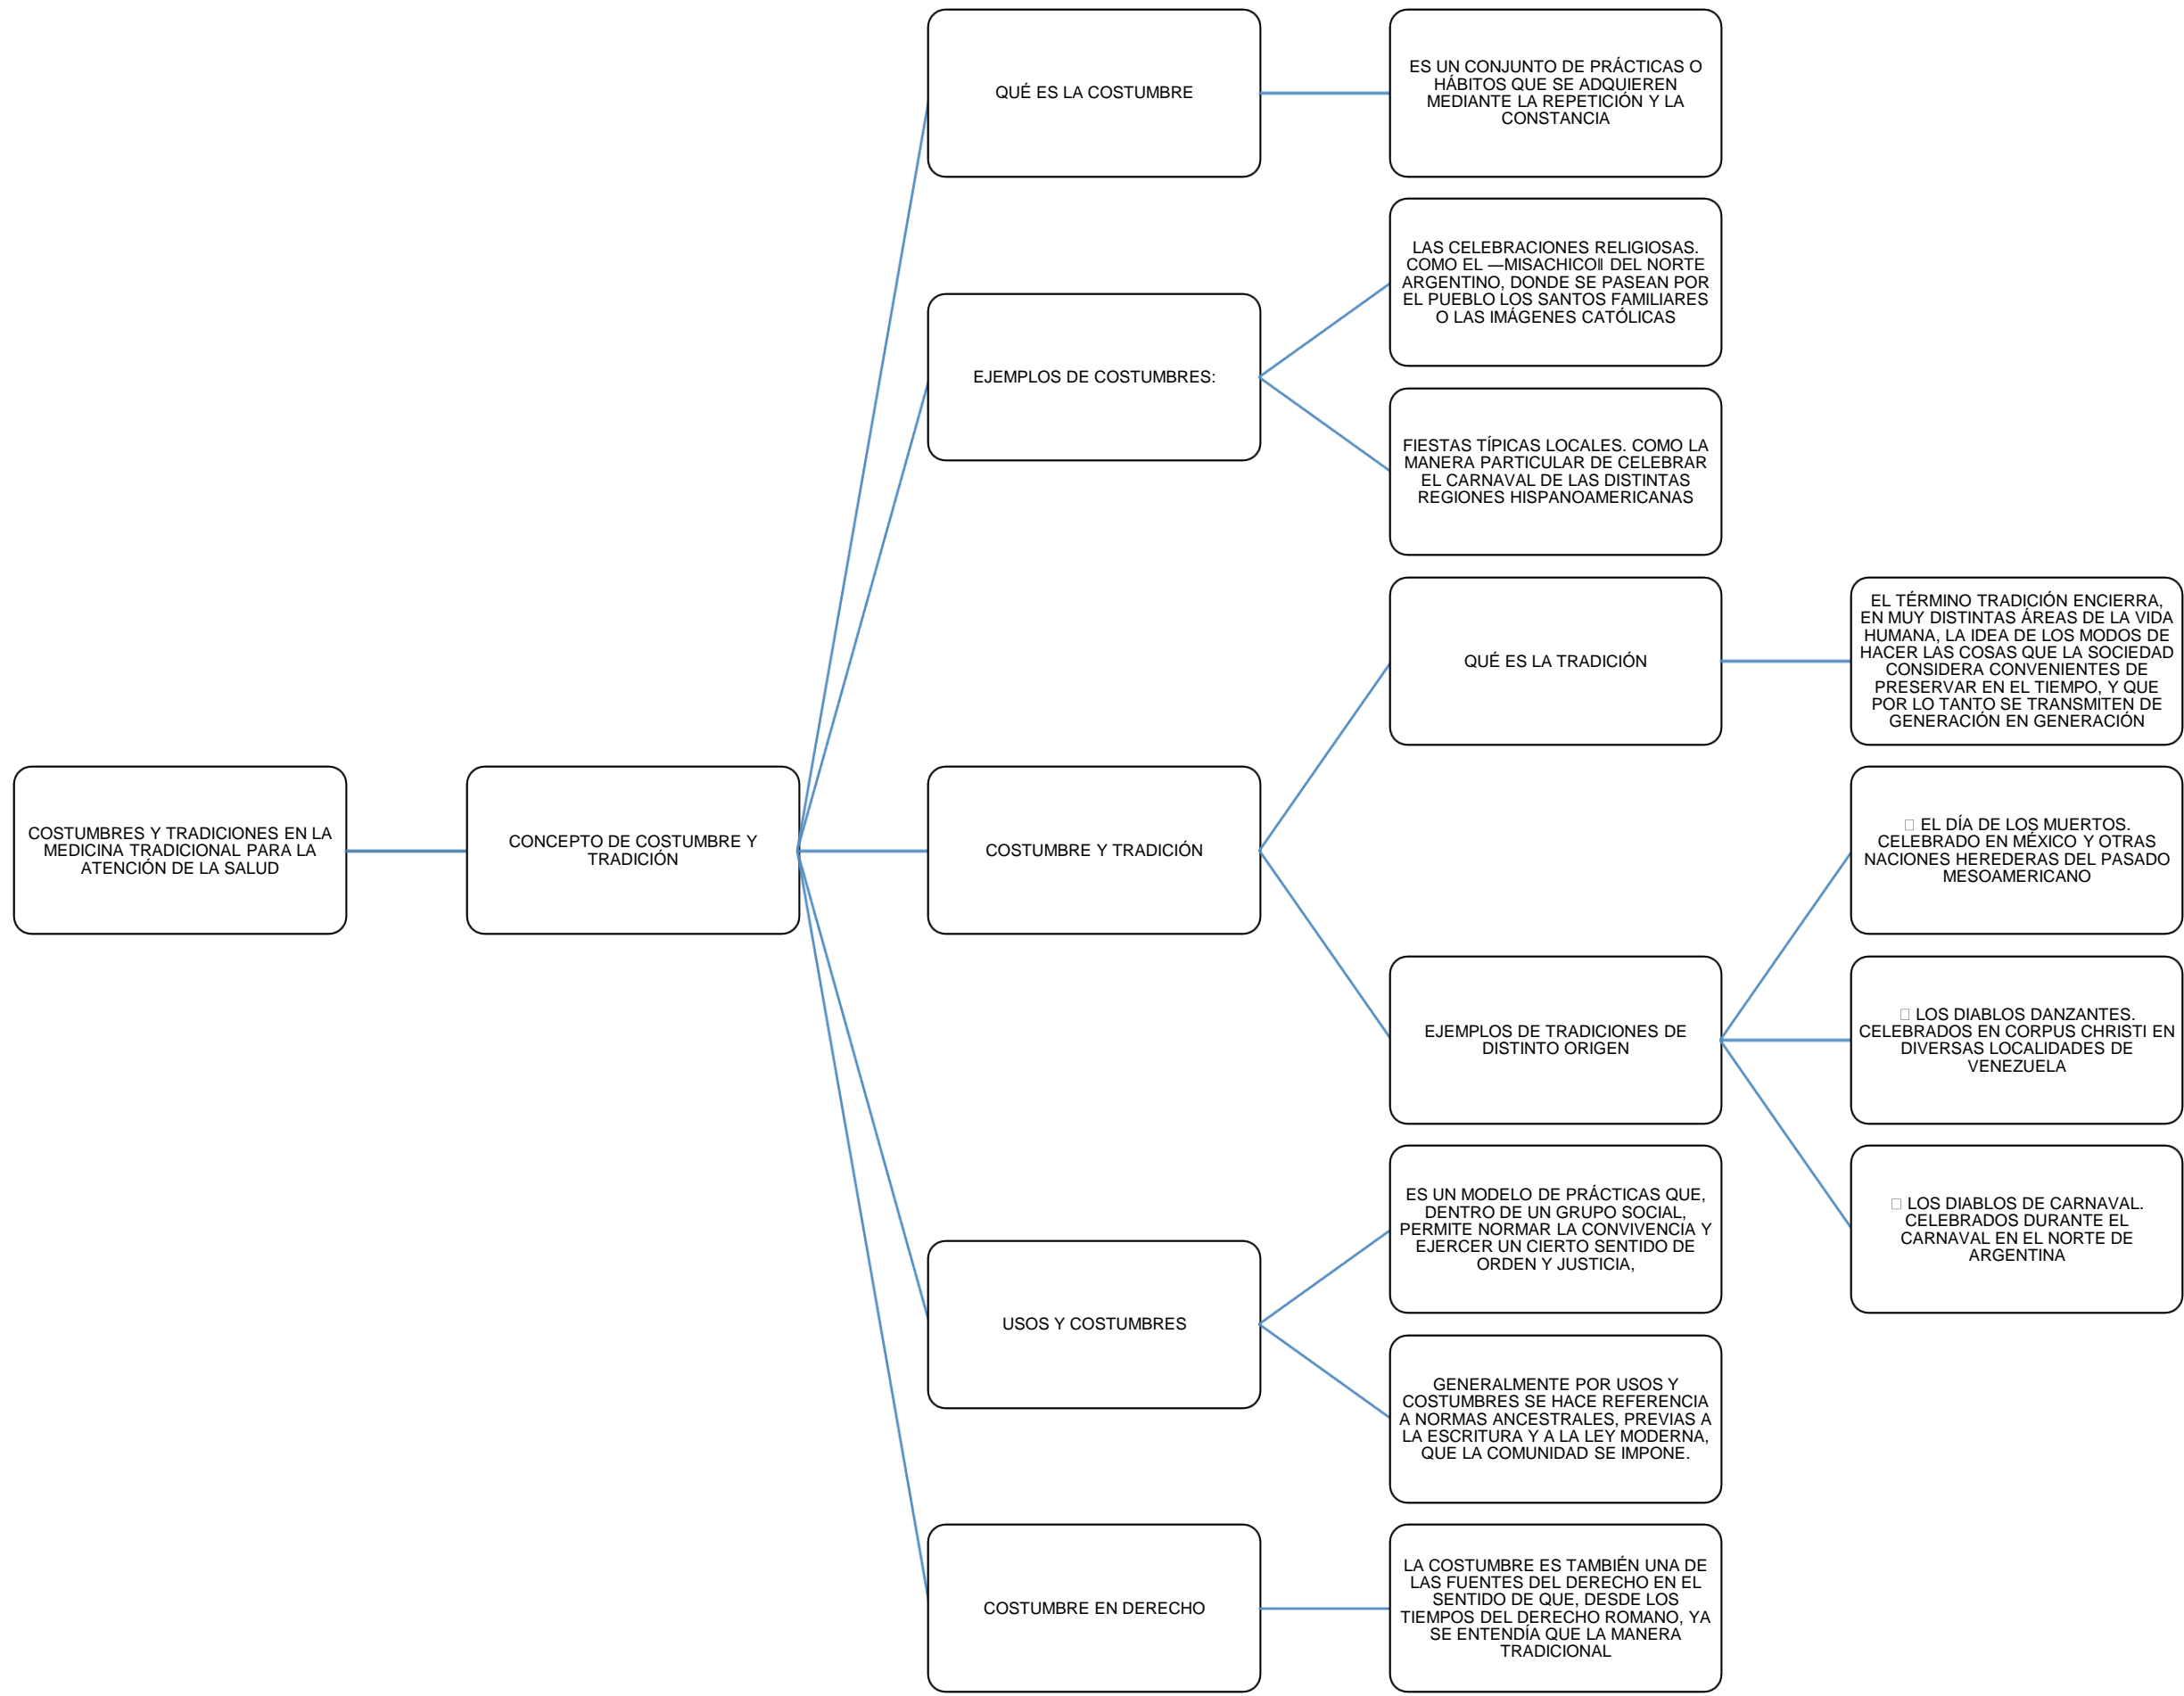 COSTUMBRES Y TRADICIONES EN LA
MEDICINA TRADICIONAL PARA LA
ATENCIÓN DE LA SALUD
CONCEPTO DE COSTUMBRE Y
TRADICIÓN
QUÉ ES LA COSTUMBRE
ES UN CONJUNTO DE PRÁCTICAS O
HÁBITOS QUE SE ADQUIEREN
MEDIANTE LA REPETICIÓN Y LA
CONSTANCIA
EJEMPLOS DE COSTUMBRES:
LAS CELEBRACIONES RELIGIOSAS.
COMO EL ―MISACHICO‖ DEL NORTE
ARGENTINO, DONDE SE PASEAN POR
EL PUEBLO LOS SANTOS FAMILIARES
O LAS IMÁGENES CATÓLICAS
FIESTAS TÍPICAS LOCALES. COMO LA
MANERA PARTICULAR DE CELEBRAR
EL CARNAVAL DE LAS DISTINTAS
REGIONES HISPANOAMERICANAS
COSTUMBRE Y TRADICIÓN
QUÉ ES LA TRADICIÓN
EL TÉRMINO TRADICIÓN ENCIERRA,
EN MUY DISTINTAS ÁREAS DE LA VIDA
HUMANA, LA IDEA DE LOS MODOS DE
HACER LAS COSAS QUE LA SOCIEDAD
CONSIDERA CONVENIENTES DE
PRESERVAR EN EL TIEMPO, Y QUE
POR LO TANTO SE TRANSMITEN DE
GENERACIÓN EN GENERACIÓN
EJEMPLOS DE TRADICIONES DE
DISTINTO ORIGEN
□ EL DÍA DE LOS MUERTOS.
CELEBRADO EN MÉXICO Y OTRAS
NACIONES HEREDERAS DEL PASADO
MESOAMERICANO
□ LOS DIABLOS DANZANTES.
CELEBRADOS EN CORPUS CHRISTI EN
DIVERSAS LOCALIDADES DE
VENEZUELA
□ LOS DIABLOS DE CARNAVAL.
CELEBRADOS DURANTE EL
CARNAVAL EN EL NORTE DE
ARGENTINA
USOS Y COSTUMBRES
ES UN MODELO DE PRÁCTICAS QUE,
DENTRO DE UN GRUPO SOCIAL,
PERMITE NORMAR LA CONVIVENCIA Y
EJERCER UN CIERTO SENTIDO DE
ORDEN Y JUSTICIA,
GENERALMENTE POR USOS Y
COSTUMBRES SE HACE REFERENCIA
A NORMAS ANCESTRALES, PREVIAS A
LA ESCRITURA Y A LA LEY MODERNA,
QUE LA COMUNIDAD SE IMPONE.
COSTUMBRE EN DERECHO
LA COSTUMBRE ES TAMBIÉN UNA DE
LAS FUENTES DEL DERECHO EN EL
SENTIDO DE QUE, DESDE LOS
TIEMPOS DEL DERECHO ROMANO, YA
SE ENTENDÍA QUE LA MANERA
TRADICIONAL